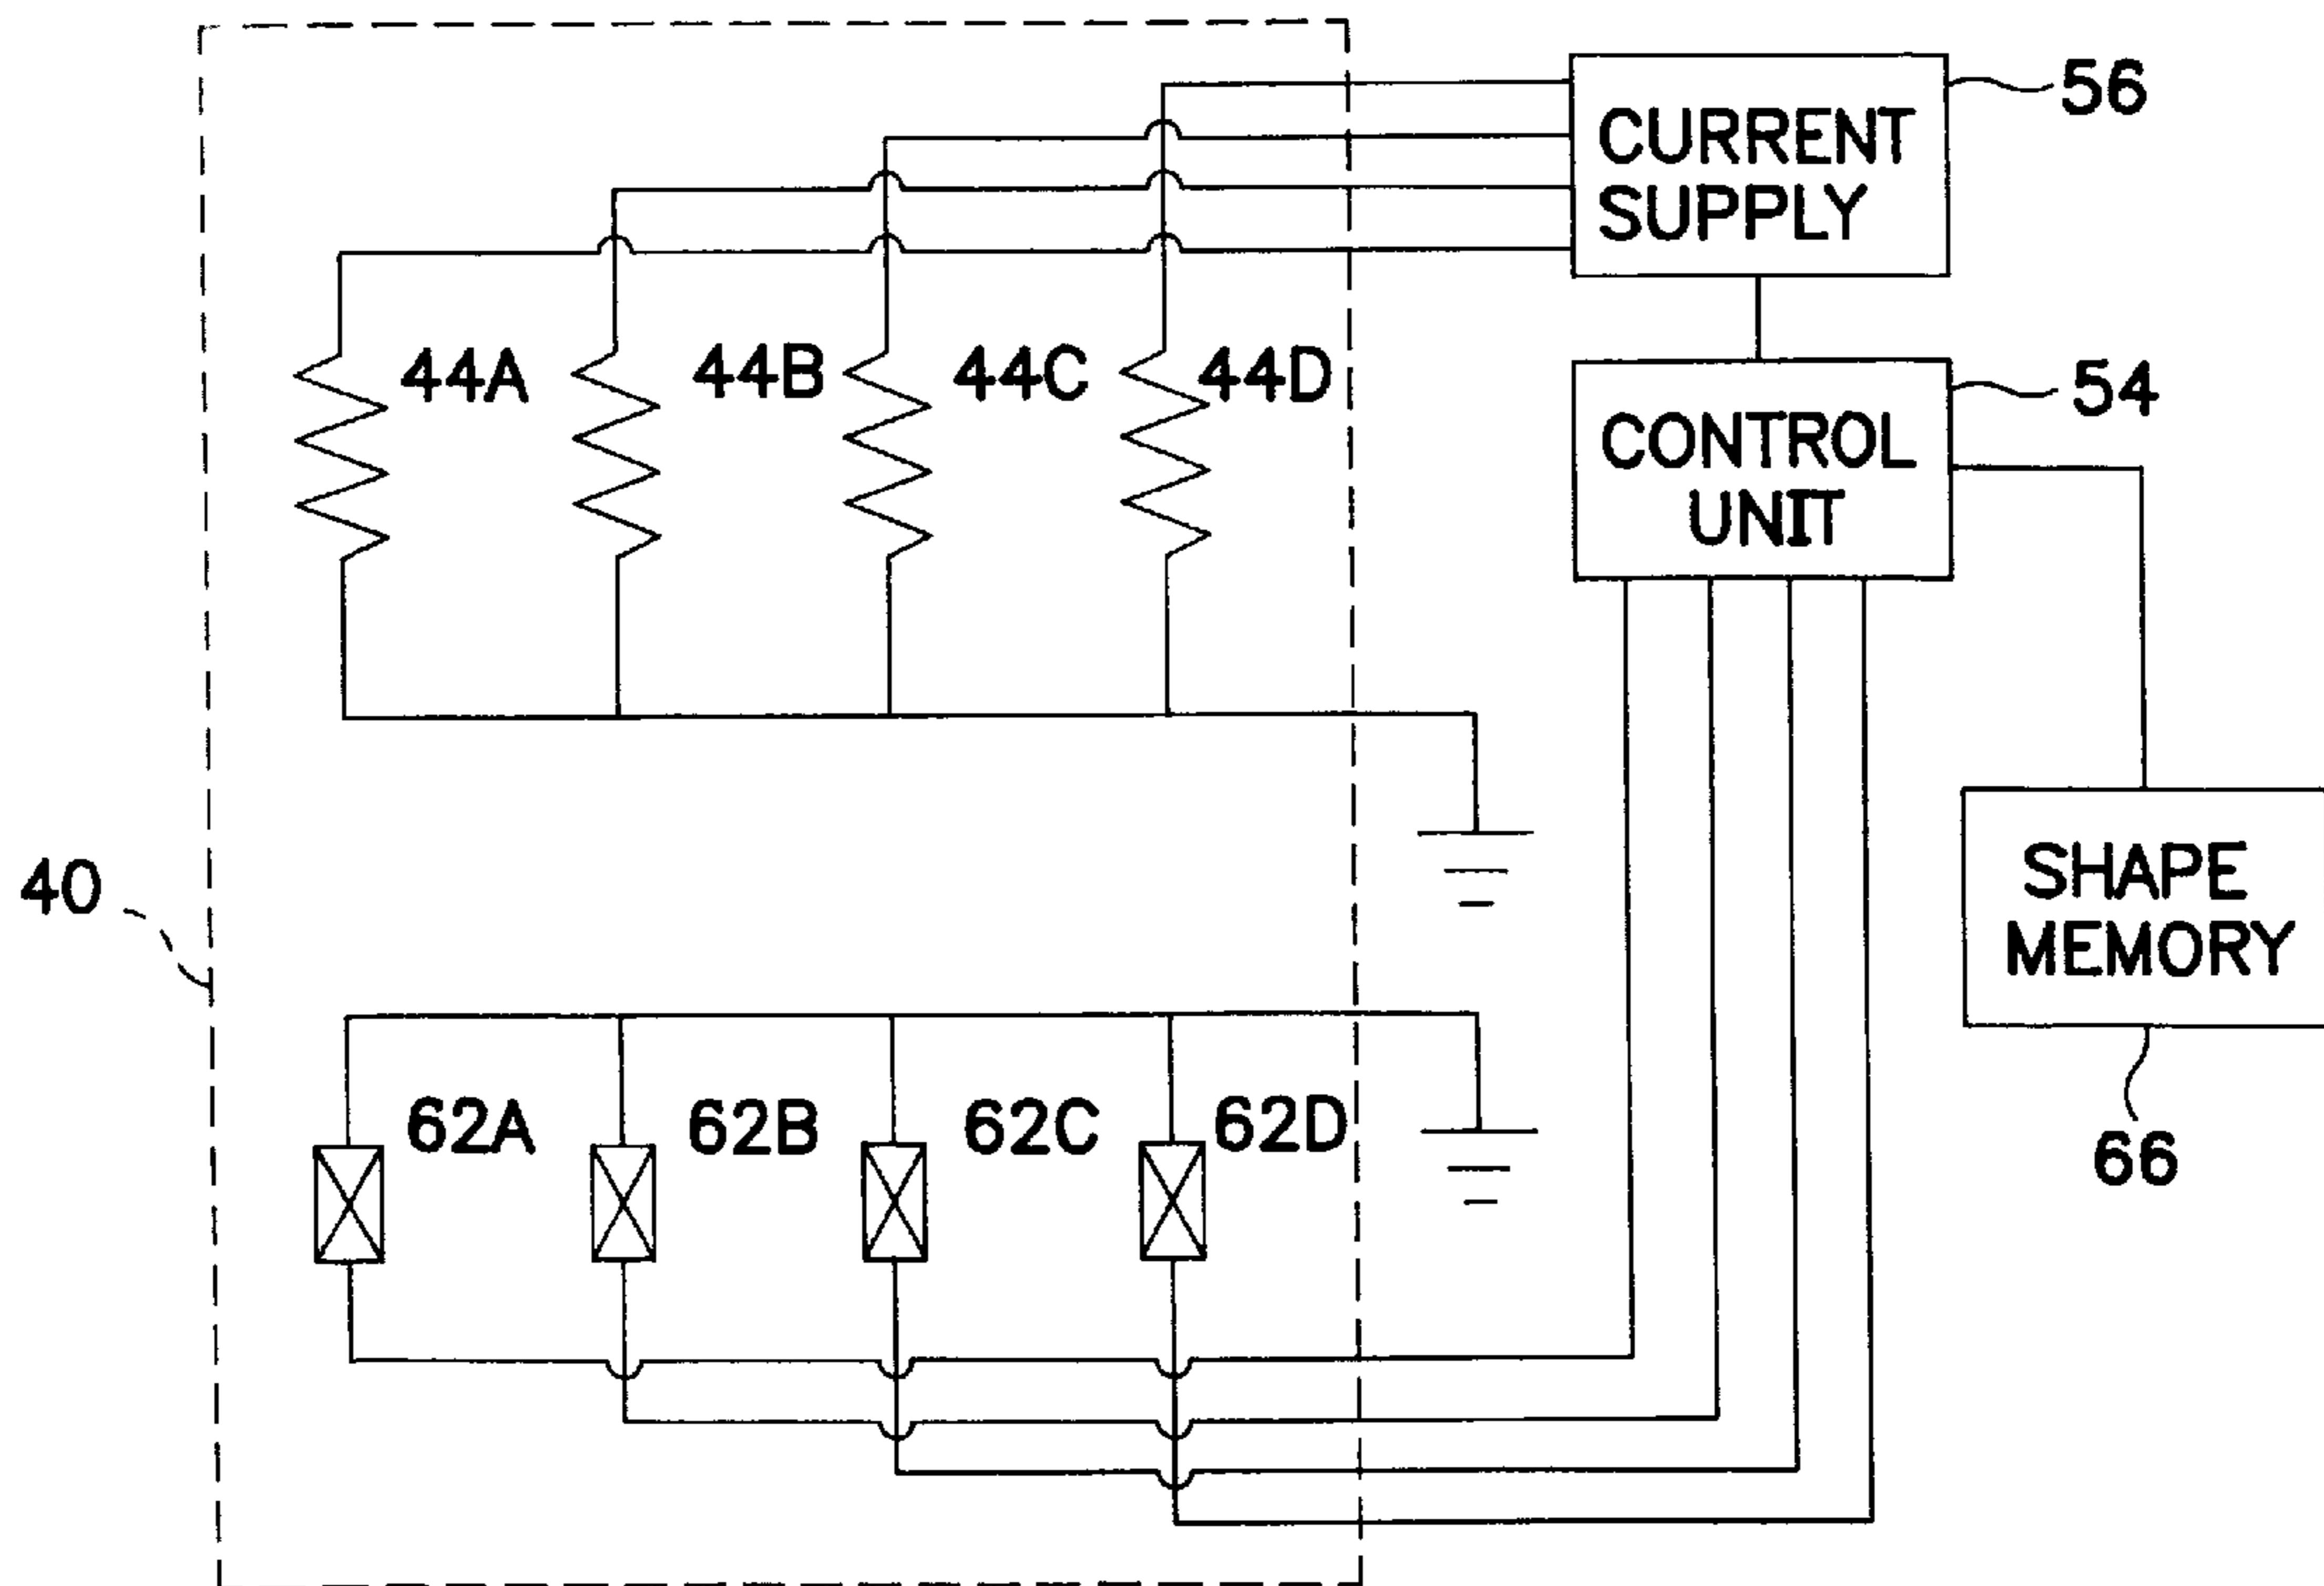 56
CURRENT
SUPPLY
44A 44B 44C 44D
54
CONTROL
UNIT
40
SHAPE
MEMORY
62A 62B 62C 62D
66